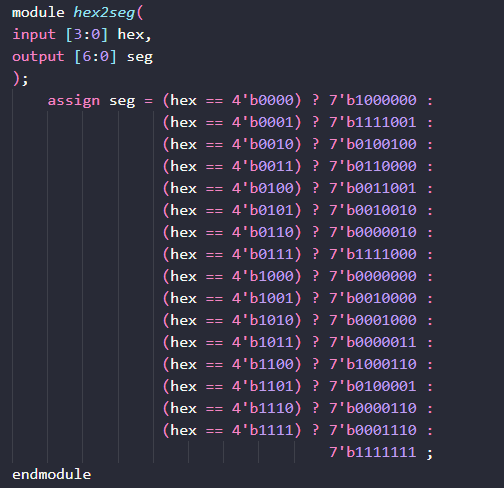 module hex2seg(
input [3:0] hex,
output [6:0] seg
);
assign seg = (hex == 4'b0000) ? 7'b1000000 :
(hex == 4'b0001) ? 7'b1111001 :
(hex == 4'b0010) ? 7'b0100100 :
(hex == 4'b0011) ? 7'b0110000 :
(hex == 4'b0100) ? 7'b0011001 :
(hex == 4'b0101) ? 7'b0010010 :
(hex == 4'b0110) ? 7'b0000010 :
(hex == 4'b0111) ? 7'b1111000 :
(hex == 4'b1000) ? 7'b0000000 :
(hex == 4'b1001) ? 7'b0010000 :
(hex == 4'b1010) ? 7'b0001000 :
(hex == 4'b1011) ? 7'b0000011 :
(hex == 4'b1100) ? 7'b1000110 :
(hex == 4'b1101) ? 7'b0100001 :
(hex == 4'b1110) ? 7'b0000110 :
(hex == 4'b1111) ? 7'b0001110 :
7'b1111111 ;
endmodule